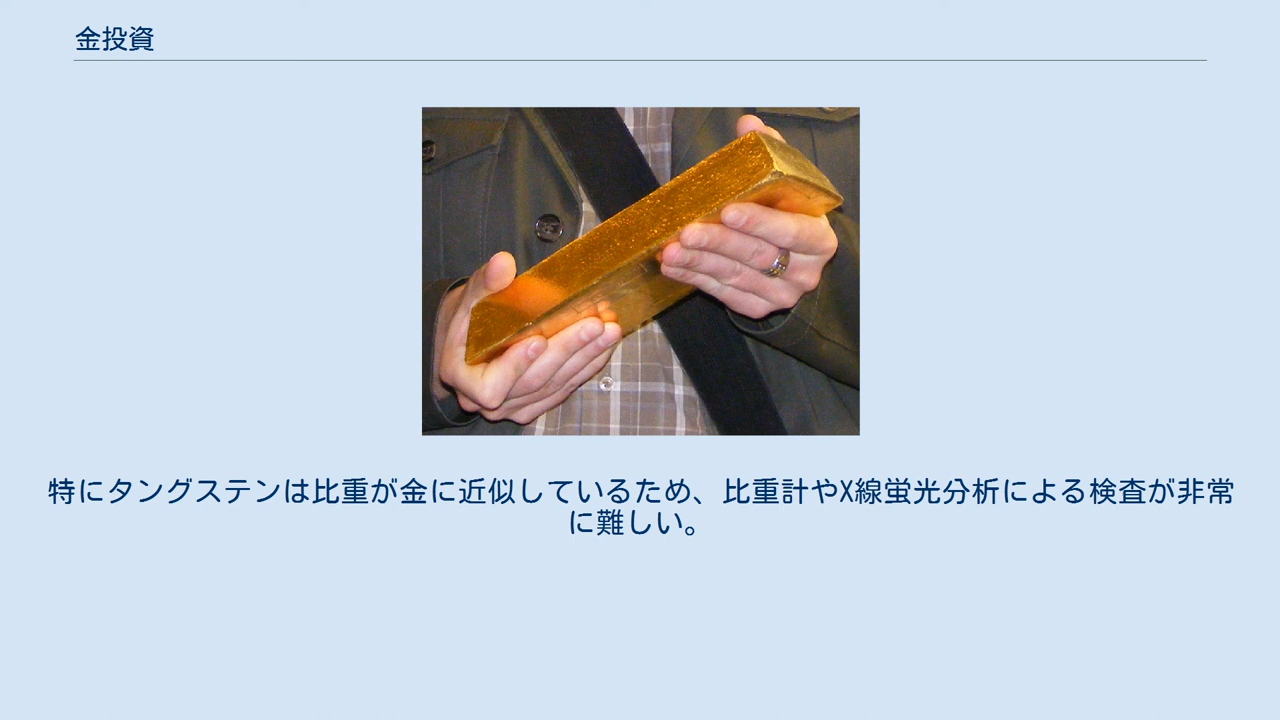 金投資
特にタングステンは比重が金に近似しているため、比重計やX線蛍光分析による検査が非常
に難しい。